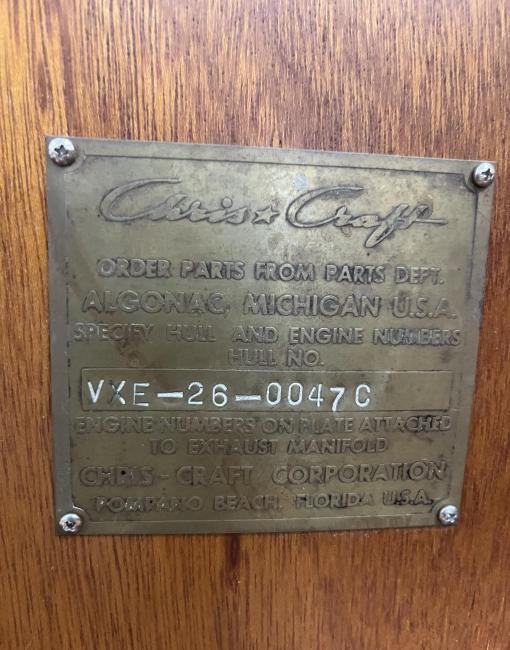 Chris★Craft
ORDER PARTS FROM PARTS DEPT.
ALGONAC, MICHIGAN U.S.A.
SPECIFY HULL AND ENGINE NUMBERS
HULL NO.
VXE-26-0047C
ENGINE NUMBERS ON PLATE ATTACHED
TO EXHAUST MANIFOLD
CHRIS-CRAFT CORPORATION
POMPANO BEACH, FLORIDA U.S.A.